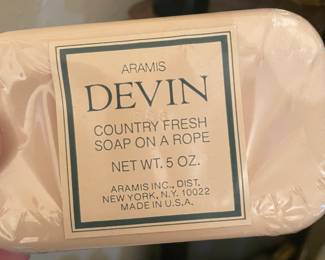 ARAMIS
DEVIN
COUNTRY FRESH
SOAP ON A ROPE
NET WT. 5 OZ.
ARAMIS INC., DIST.
NEW YORK, N.Y. 10022
MADE IN U.S.A.